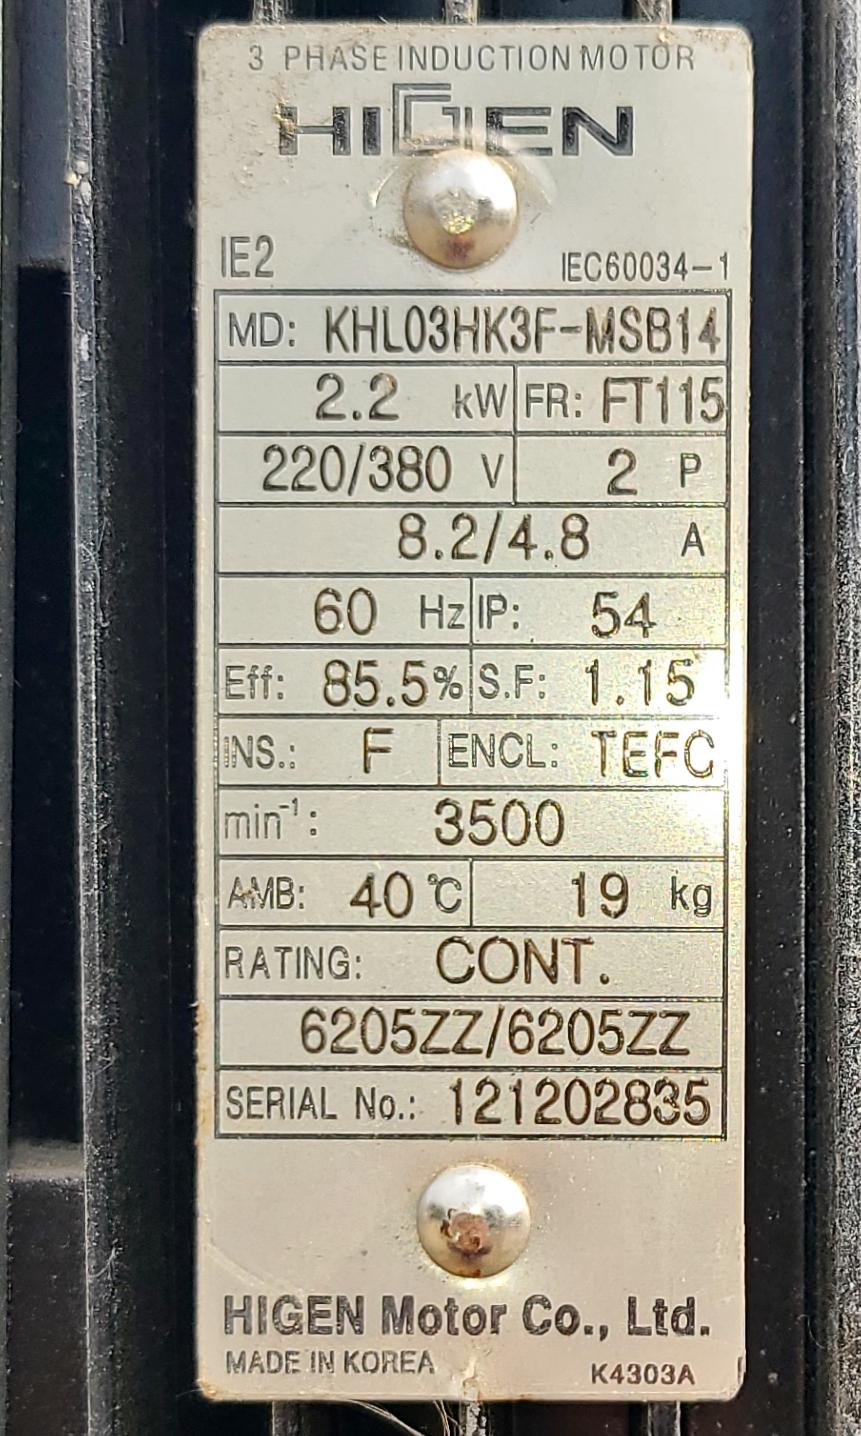 3 PHASE INDUCTION MOTOR
HIGEN
IE2 IEC60034-1
MD: KHL03HK3F-MSB14
2.2 kW FR: FT115
220/380 V 2 P
8.2/4.8 A
60 Hz IP: 54
Eff: 85.5% S.F: 1.15
INS.: F ENCL: TEFC
min⁻¹: 3500
AMB: 40 ℃ 19 kg
RATING: CONT.
6205ZZ/6205ZZ
SERIAL No.: 121202835
HIGEN Motor Co., Ltd.
MADE IN KOREA K4303A